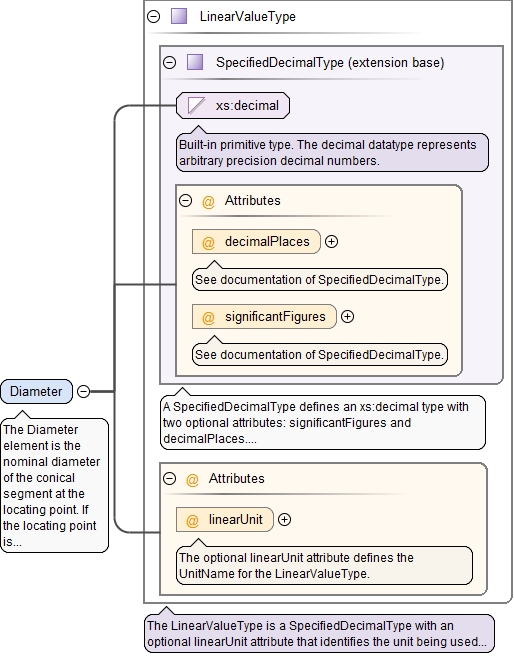 LinearValueType
SpecifiedDecimalType (extension base)
xs:decimal
Built-in primitive type. The decimal datatype represents
arbitrary precision decimal numbers.
@ Attributes
@ decimalPlaces
See documentation of SpecifiedDecimalType.
@ significantFigures
See documentation of SpecifiedDecimalType.
Diameter
The Diameter
element is the
nominal diameter
of the conical
segment at the
locating point. If
the locating point
is...
A SpecifiedDecimalType defines an xs:decimal type with
two optional attributes: significantFigures and
decimalPlaces....
@ Attributes
@ linearUnit
The optional linearUnit attribute defines the
UnitName for the LinearValueType.
The LinearValueType is a SpecifiedDecimalType with an
optional linearUnit attribute that identifies the unit being used...